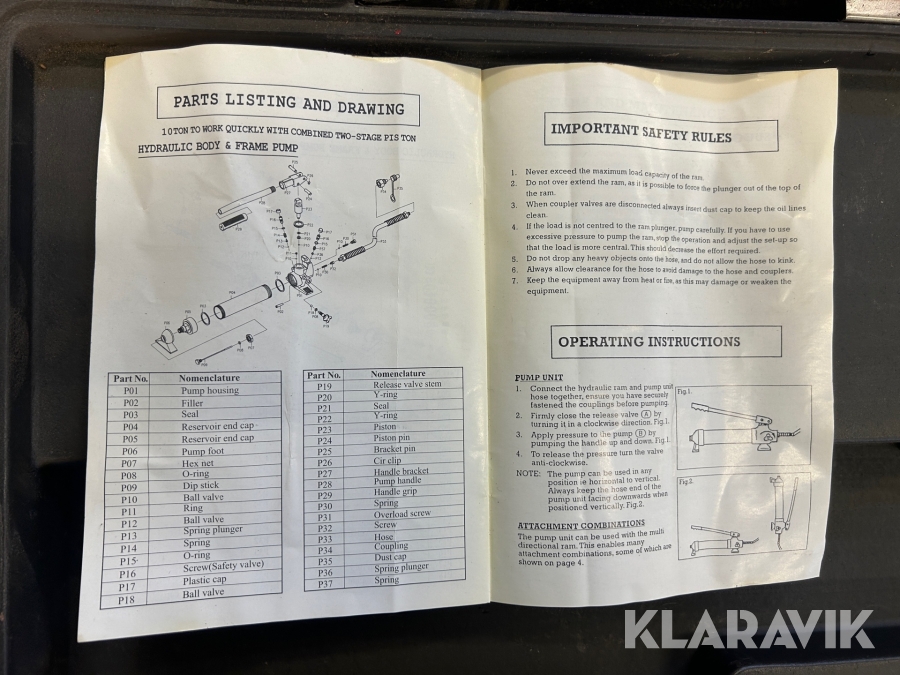 PARTS LISTING AND DRAWING
10TON TO WORK QUICKLY WITH COMBINED TWO-STAGE PISTON
HYDRAULIC BODY & FRAME PUMP
Part No. Nomenclature
P01 Pump housing
P02 Filler
P03 Seal
P04 Reservoir end cap
P05 Reservoir end cap
P06 Pump foot
P07 Hex net
P08 O-ring
P09 Dip stick
P10 Ball valve
P11 Ring
P12 Ball valve
P13 Spring plunger
P14 Spring
P15 O-ring
P16 Screw(Safety valve)
P17 Plastic cap
P18 Ball valve
Part No. Nomenclature
P19 Release valve stem
P20 Y-ring
P21 Seal
P22 Y-ring
P23 Piston
P24 Piston pin
P25 Bracket pin
P26 Cir clip
P27 Handle bracket
P28 Pump handle
P29 Handle grip
P30 Spring
P31 Overload screw
P32 Screw
P33 Hose
P34 Coupling
P35 Dust cap
P36 Spring plunger
P37 Spring
IMPORTANT SAFETY RULES
1. Never exceed the maximum load capacity of the ram.
2. Do not over extend the ram, as it is possible to force the plunger out of the top of
the ram.
3. When coupler valves are disconnected always insert dust cap to keep the oil lines
clean.
4. If the load is not centred to the ram plunger, pump carefully. If you have to use
excessive pressure to pump the ram, stop the operation and adjust the set-up so
that the load is more central. This should decrease the effort required.
5. Do not drop any heavy objects onto the hose, and do not allow the hose to kink.
6. Always allow clearance for the hose to avoid damage to the hose and couplers.
7. Keep the equipment away from heat or fire, as this may damage or weaken the
equipment.
OPERATING INSTRUCTIONS
PUMP UNIT
1. Connect the hydraulic ram and pump unit
hose together, ensure you have securely
fastened the couplings before pumping.
2. Firmly close the release valve (A) by
turning it in a clockwise direction. Fig.1.
3. Apply pressure to the pump (B) by
pumping the handle up and down. Fig.1.
4. To release the pressure turn the valve
anti-clockwise.
NOTE: The pump can be used in any
position ie horizontal to vertical.
Always keep the hose end of the
pump unit facing downwards when
positioned vertically. Fig.2.
ATTACHMENT COMBINATIONS
The pump unit can be used with the multi
directional ram. This enables many
attachment combinations, some of which are
shown on page 4.
Fig.1.
Fig.2.
KLARAVIK